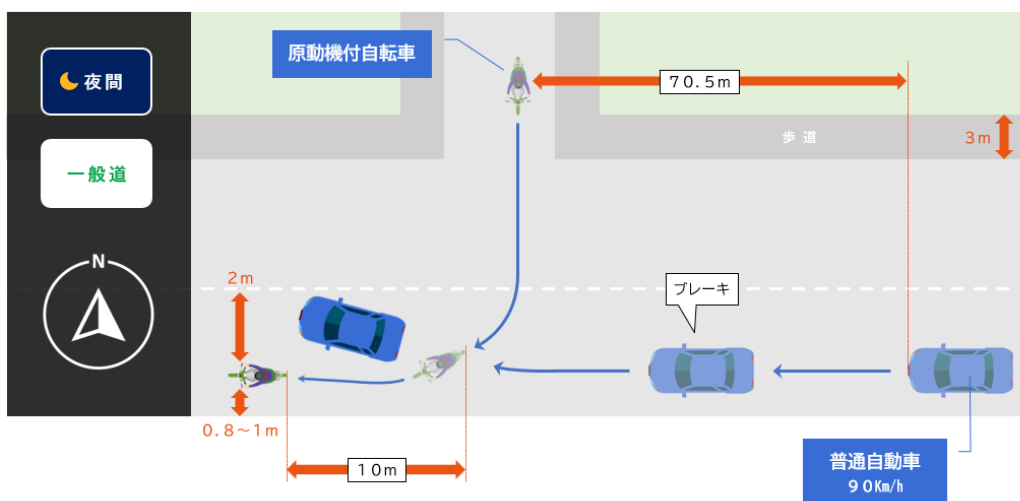 夜間
一般道
N
原動機付自転車
70.5m
歩道
3m
ブレーキ
2m
0.8～1m
10m
普通自動車
90Km/h